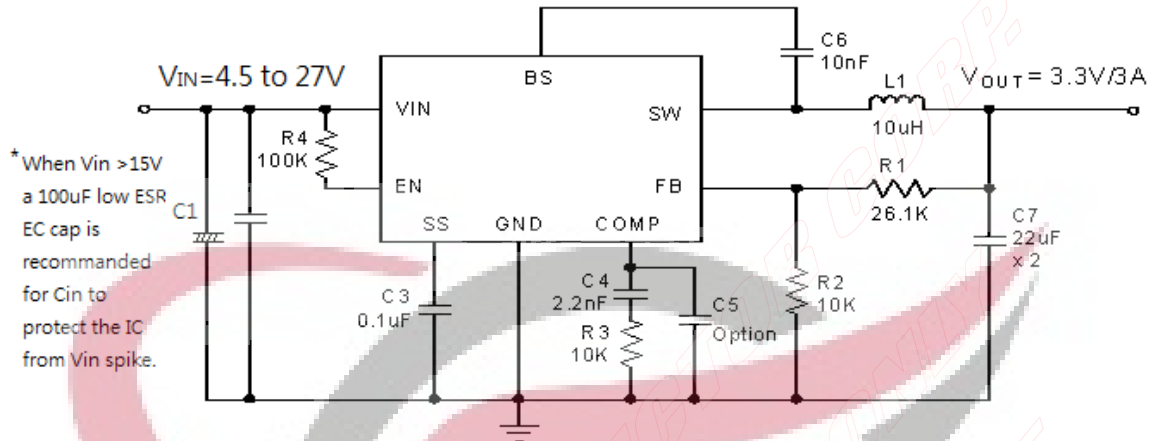 C6
10nF
VIN=4.5 to 27V
BS
VOUT = 3.3V/3A
L1
VIN
SW
10uH
R4
100K
*When Vin >15V
a 100uF low ESR
EC cap is
recommanded
for Cin to
protect the IC
from Vin spike.
EN
FB
R1
26.1K
C1
SS
GND
COMP
C7
22uF
x 2
C3
0.1uF
C4
2.2nF
R3
10K
C5
Option
R2
10K
CORP.